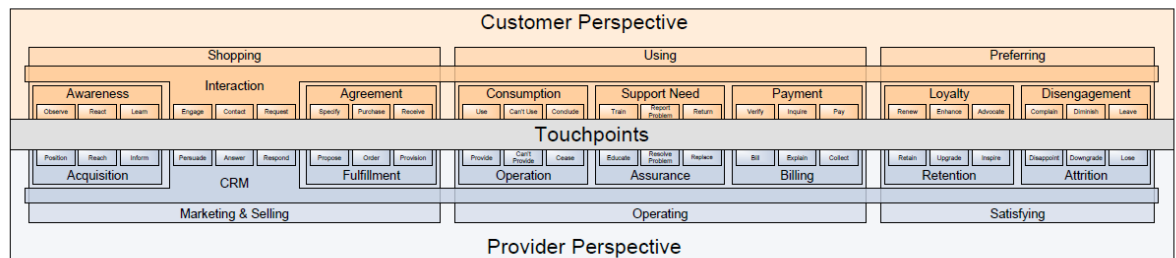 Customer Perspective
Shopping Using Preferring
Interaction
Awareness Agreement Consumption Support Need Payment Loyalty Disengagement
Observe React Learn Engage Contact Request Specify Purchase Receive Use Can't Use Conclude Train Report Problem Return Verify Inquire Pay Renew Enhance Advocate Complain Diminish Leave
Touchpoints
Position Reach Inform Persuade Answer Respond Propose Order Provision Provide Can't Provide Cease Educate Resolve Problem Replace Bill Explain Collect Retain Upgrade Inspire Disappoint Downgrade Lose
Acquisition CRM Fulfillment Operation Assurance Billing Retention Attrition
Marketing & Selling Operating Satisfying
Provider Perspective